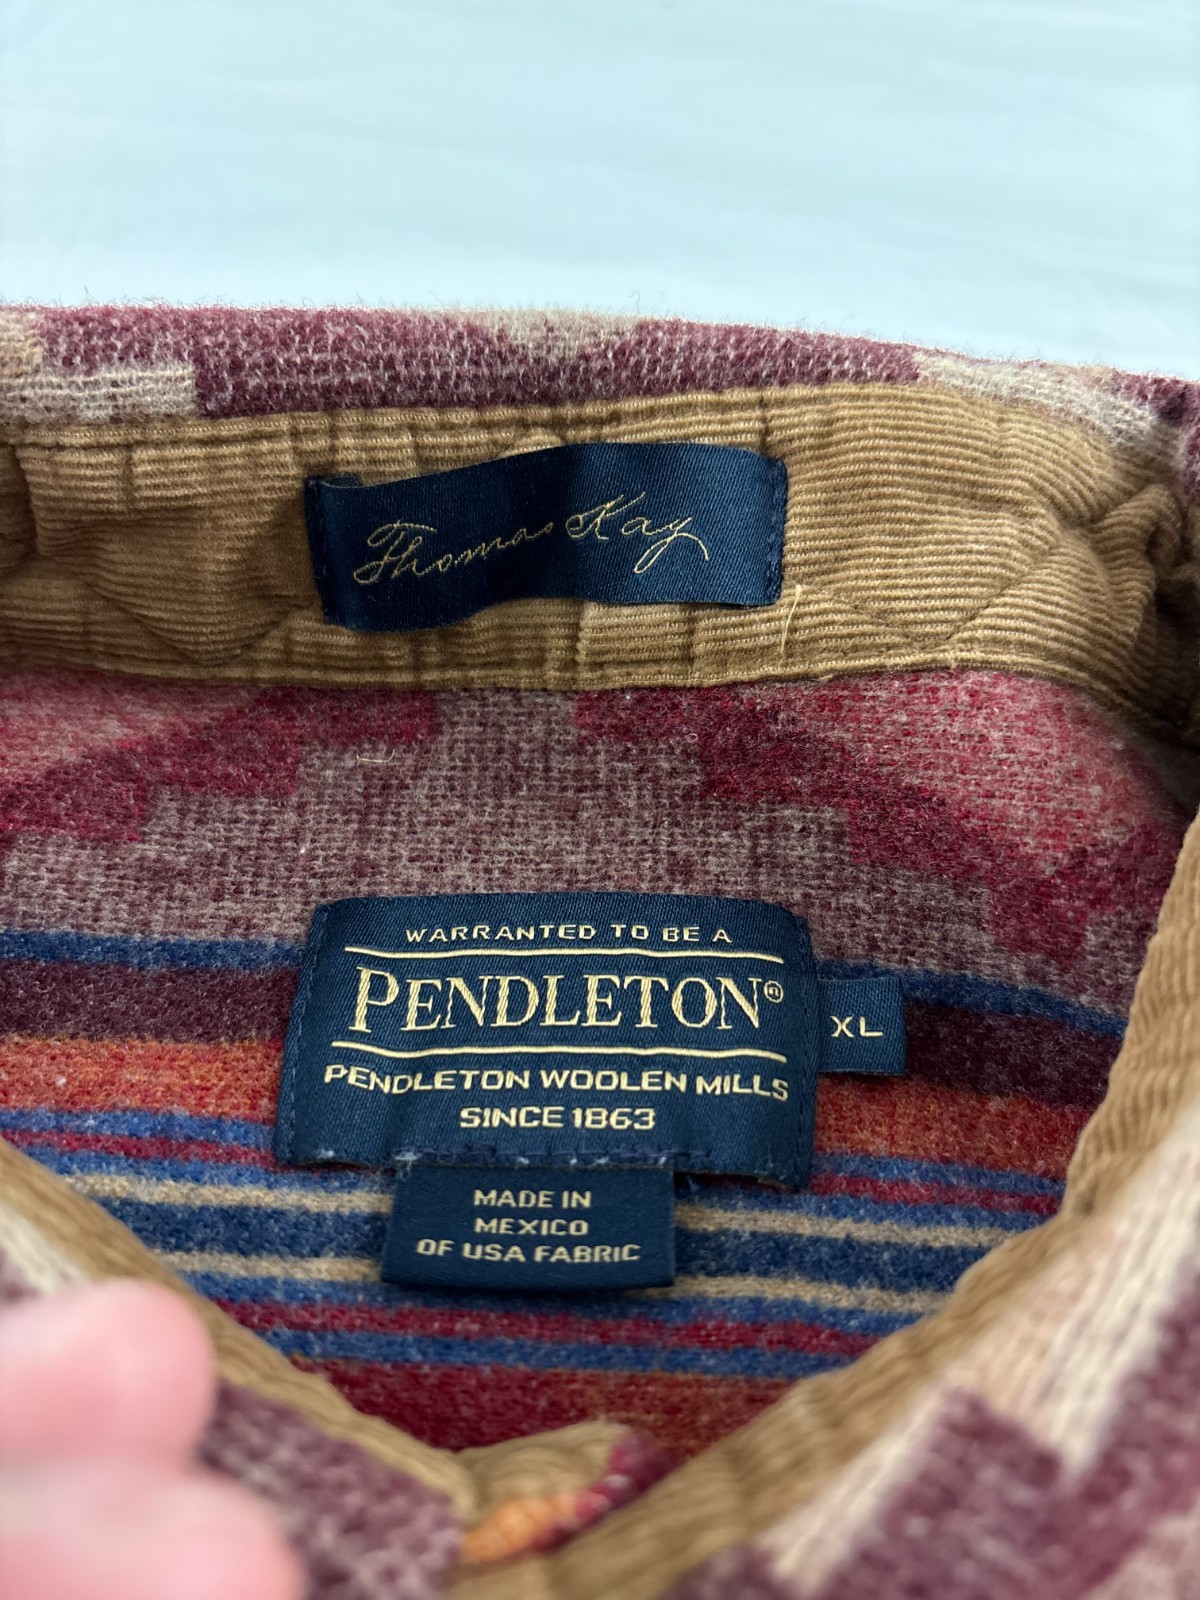 Thomas Kay
WARRANTED TO BE A
PENDLETON®
XL
PENDLETON WOOLEN MILLS
SINCE 1863
MADE IN
MEXICO
OF USA FABRIC